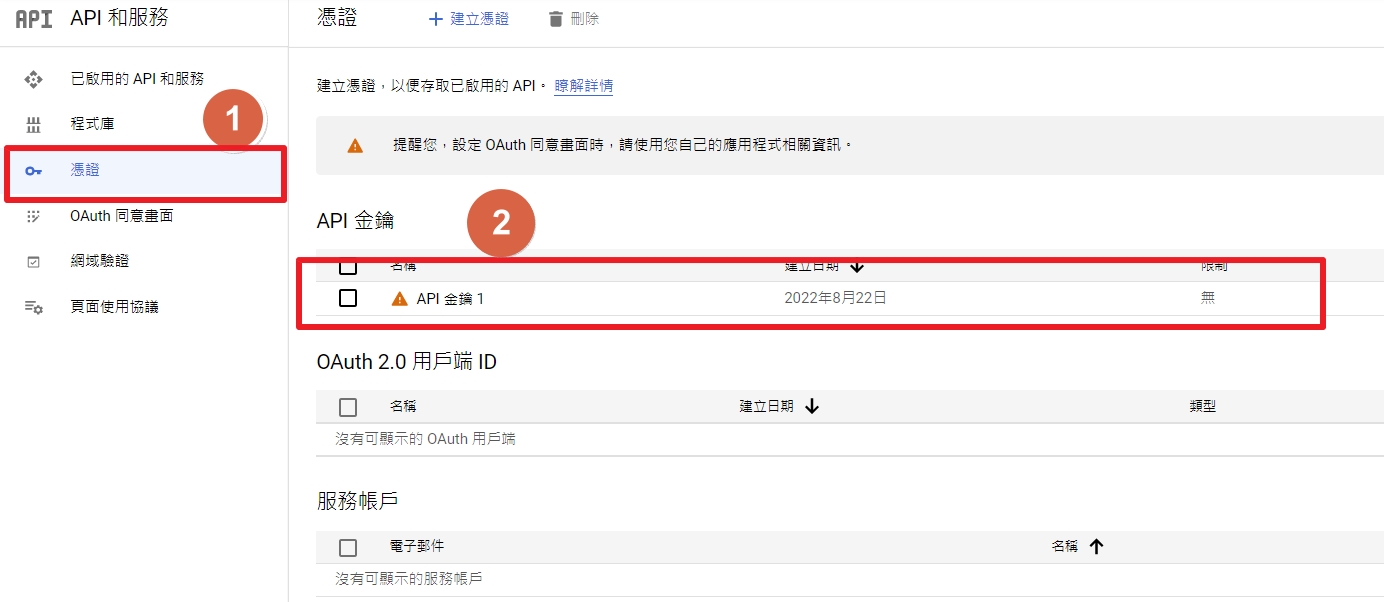 API API 和服務
已啟用的 API 和服務
程式庫
憑證
OAuth 同意畫面
網域驗證
頁面使用協議
1
憑證 + 建立憑證 刪除
建立憑證，以便存取已啟用的 API。 瞭解詳情
提醒您，設定 OAuth 同意畫面時，請使用您自己的應用程式相關資訊。
API 金鑰
2
名稱 建立日期 ↓ 限制
API 金鑰 1 2022年8月22日 無
OAuth 2.0 用戶端 ID
名稱 建立日期 ↓ 類型
沒有可顯示的 OAuth 用戶端
服務帳戶
電子郵件 名稱 ↑
沒有可顯示的服務帳戶